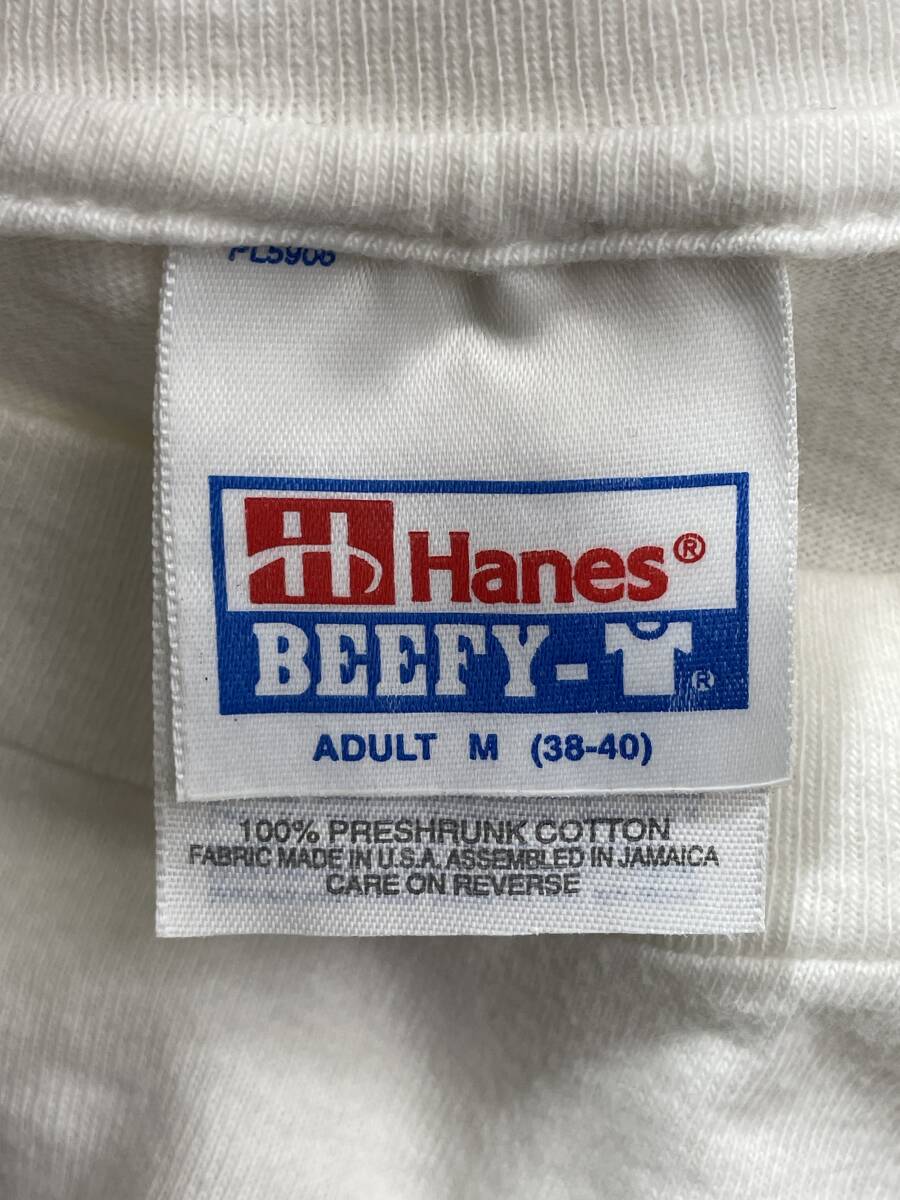 PL5906
Hanes®
BEEFY-®
ADULT M (38-40)
100% PRESHRUNK COTTON
FABRIC MADE IN U.S.A. ASSEMBLED IN JAMAICA
CARE ON REVERSE